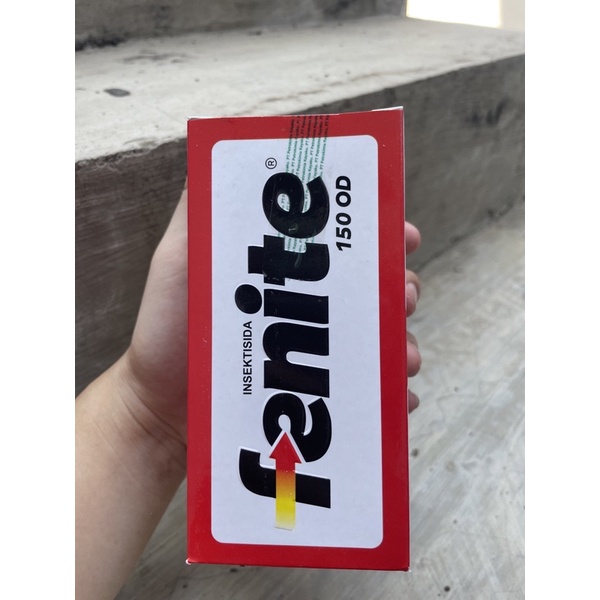 INSEKTISIDA
fenite®
150 OD